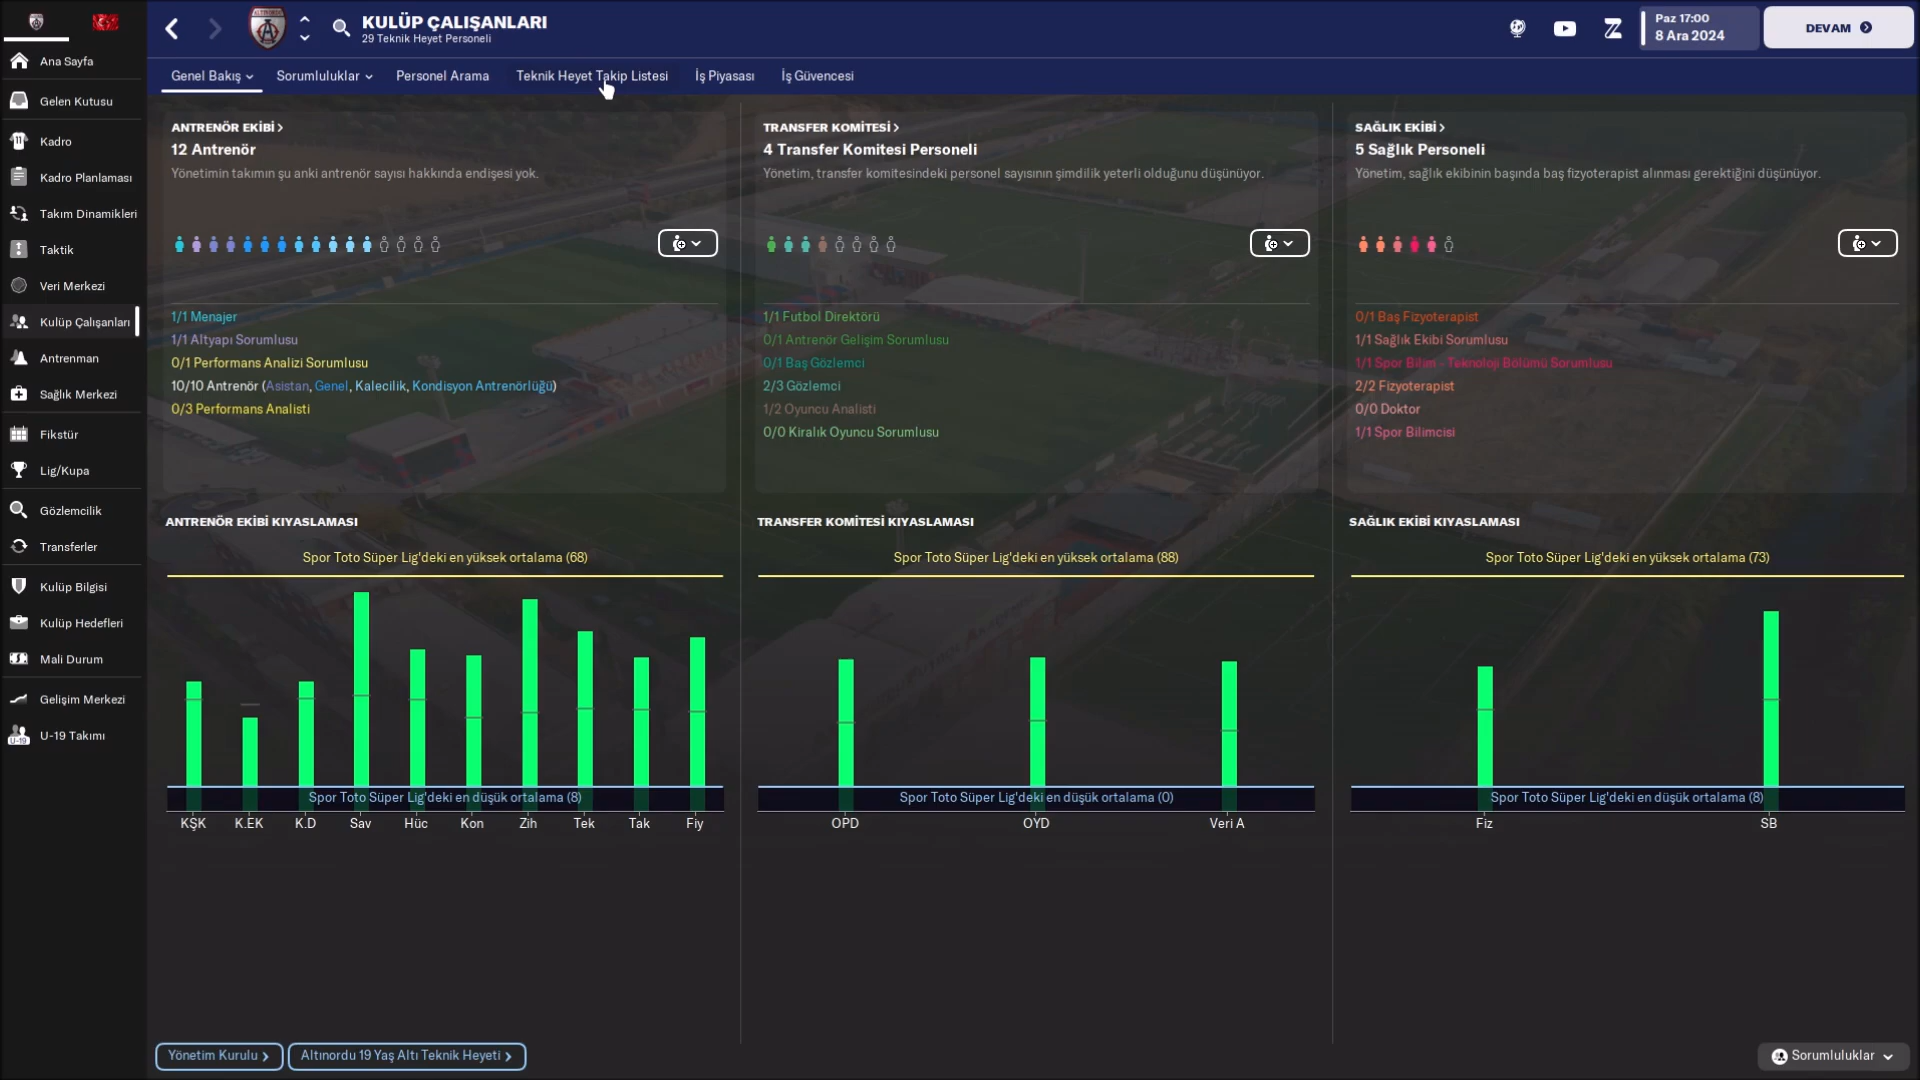 KULÜP ÇALIŞANLARI
29 Teknik Heyet Personeli
Paz 17:00
8 Ara 2024
DEVAM
Ana Sayfa
Gelen Kutusu
Kadro
Kadro Planlaması
Takım Dinamikleri
Taktik
Veri Merkezi
Kulüp Çalışanları
Antrenman
Sağlık Merkezi
Fikstür
Lig/Kupa
Gözlemcilik
Transferler
Kulüp Bilgisi
Kulüp Hedefleri
Mali Durum
Gelişim Merkezi
U-19 Takımı
Genel Bakış Sorumluluklar Personel Arama Teknik Heyet Takip Listesi İş Piyasası İş Güvencesi
ANTRENÖR EKİBİ >
12 Antrenör
Yönetimin takımın şu anki antrenör sayısı hakkında endişesi yok.
1/1 Menajer
1/1 Altyapı Sorumlusu
0/1 Performans Analizi Sorumlusu
10/10 Antrenör (Asistan, Genel, Kalecilik, Kondisyon Antrenörlüğü)
0/3 Performans Analisti
TRANSFER KOMİTESİ >
4 Transfer Komitesi Personeli
Yönetim, transfer komitesindeki personel sayısının şimdilik yeterli olduğunu düşünüyor.
1/1 Futbol Direktörü
0/1 Antrenör Gelişim Sorumlusu
0/1 Baş Gözlemci
2/3 Gözlemci
1/2 Oyuncu Analisti
0/0 Kiralık Oyuncu Sorumlusu
SAĞLIK EKİBİ >
5 Sağlık Personeli
Yönetim, sağlık ekibinin başında baş fizyoterapist alınması gerektiğini düşünüyor.
0/1 Baş Fizyoterapist
1/1 Sağlık Ekibi Sorumlusu
1/1 Spor Bilim - Teknoloji Bölümü Sorumlusu
2/2 Fizyoterapist
0/0 Doktor
1/1 Spor Bilimcisi
ANTRENÖR EKİBİ KIYASLAMASI
Spor Toto Süper Lig'deki en yüksek ortalama (68)
Spor Toto Süper Lig'deki en düşük ortalama (8)
KŞK K.EK K.D Sav Hüc Kon Zih Tek Tak Fiy
TRANSFER KOMİTESİ KIYASLAMASI
Spor Toto Süper Lig'deki en yüksek ortalama (88)
Spor Toto Süper Lig'deki en düşük ortalama (0)
OPD OYD Veri A
SAĞLIK EKİBİ KIYASLAMASI
Spor Toto Süper Lig'deki en yüksek ortalama (73)
Spor Toto Süper Lig'deki en düşük ortalama (8)
Fiz SB
Yönetim Kurulu > Altınordu 19 Yaş Altı Teknik Heyeti >
Sorumluluklar